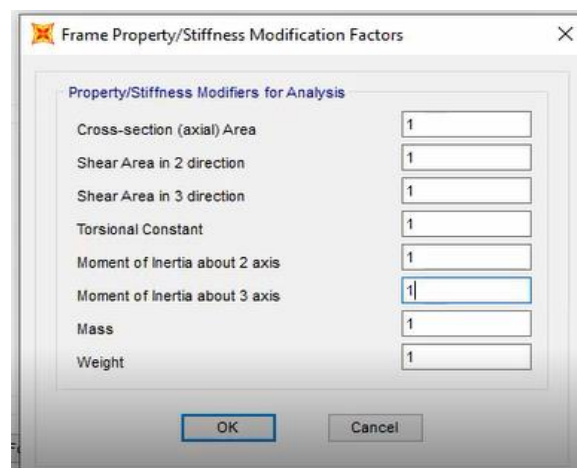 Frame Property/Stiffness Modification Factors
Property/Stiffness Modifiers for Analysis
Cross-section (axial) Area 1
Shear Area in 2 direction 1
Shear Area in 3 direction 1
Torsional Constant 1
Moment of Inertia about 2 axis 1
Moment of Inertia about 3 axis 1
Mass 1
Weight 1
OK Cancel